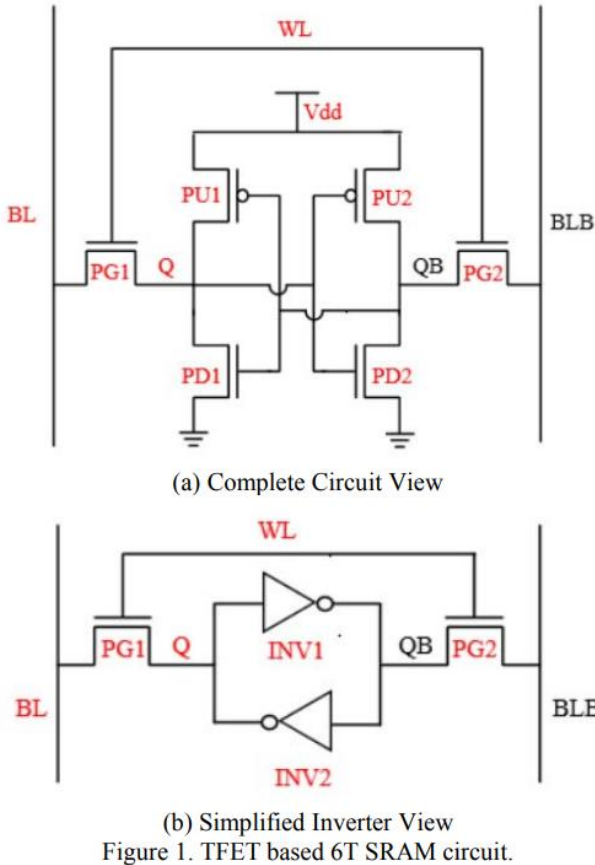 WL
Vdd
PU1 PU2
BL BLB
PG1 Q QB PG2
PD1 PD2
(a) Complete Circuit View
WL
PG1 Q INV1 QB PG2
BL BLB
INV2
(b) Simplified Inverter View
Figure 1. TFET based 6T SRAM circuit.